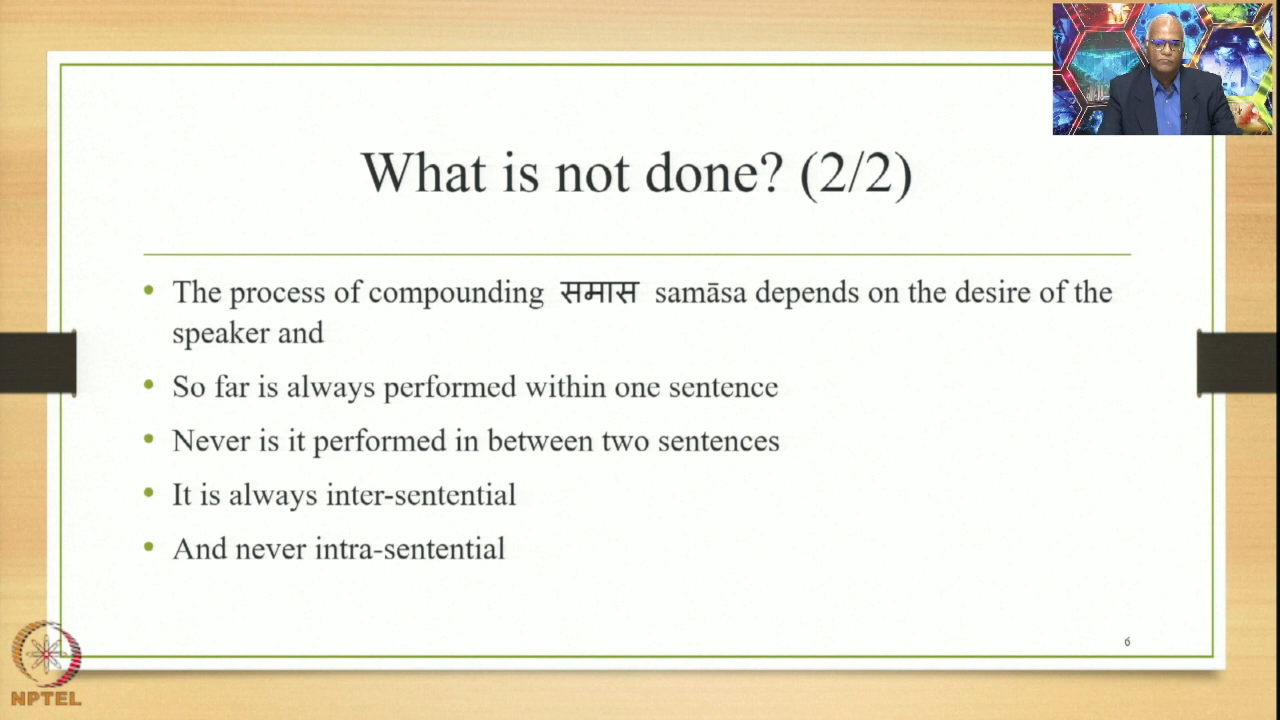 What is not done? (2/2)
The process of compounding समास samāsa depends on the desire of the
speaker and
So far is always performed within one sentence
Never is it performed in between two sentences
It is always inter-sentential
And never intra-sentential
6
NPTEL